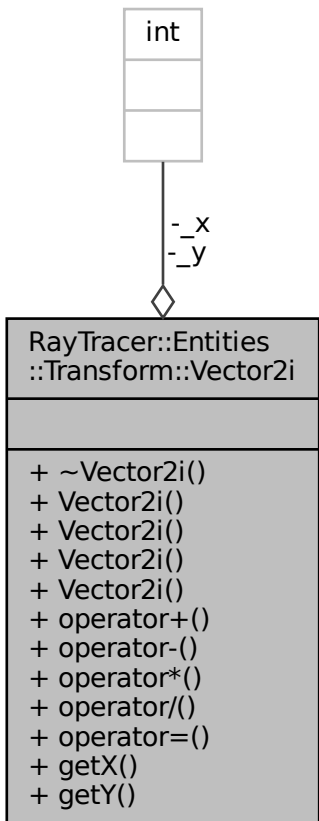 int
-_x
-_y
RayTracer::Entities
::Transform::Vector2i
+ ~Vector2i()
+ Vector2i()
+ Vector2i()
+ Vector2i()
+ Vector2i()
+ operator+()
+ operator-()
+ operator*()
+ operator/()
+ operator=()
+ getX()
+ getY()